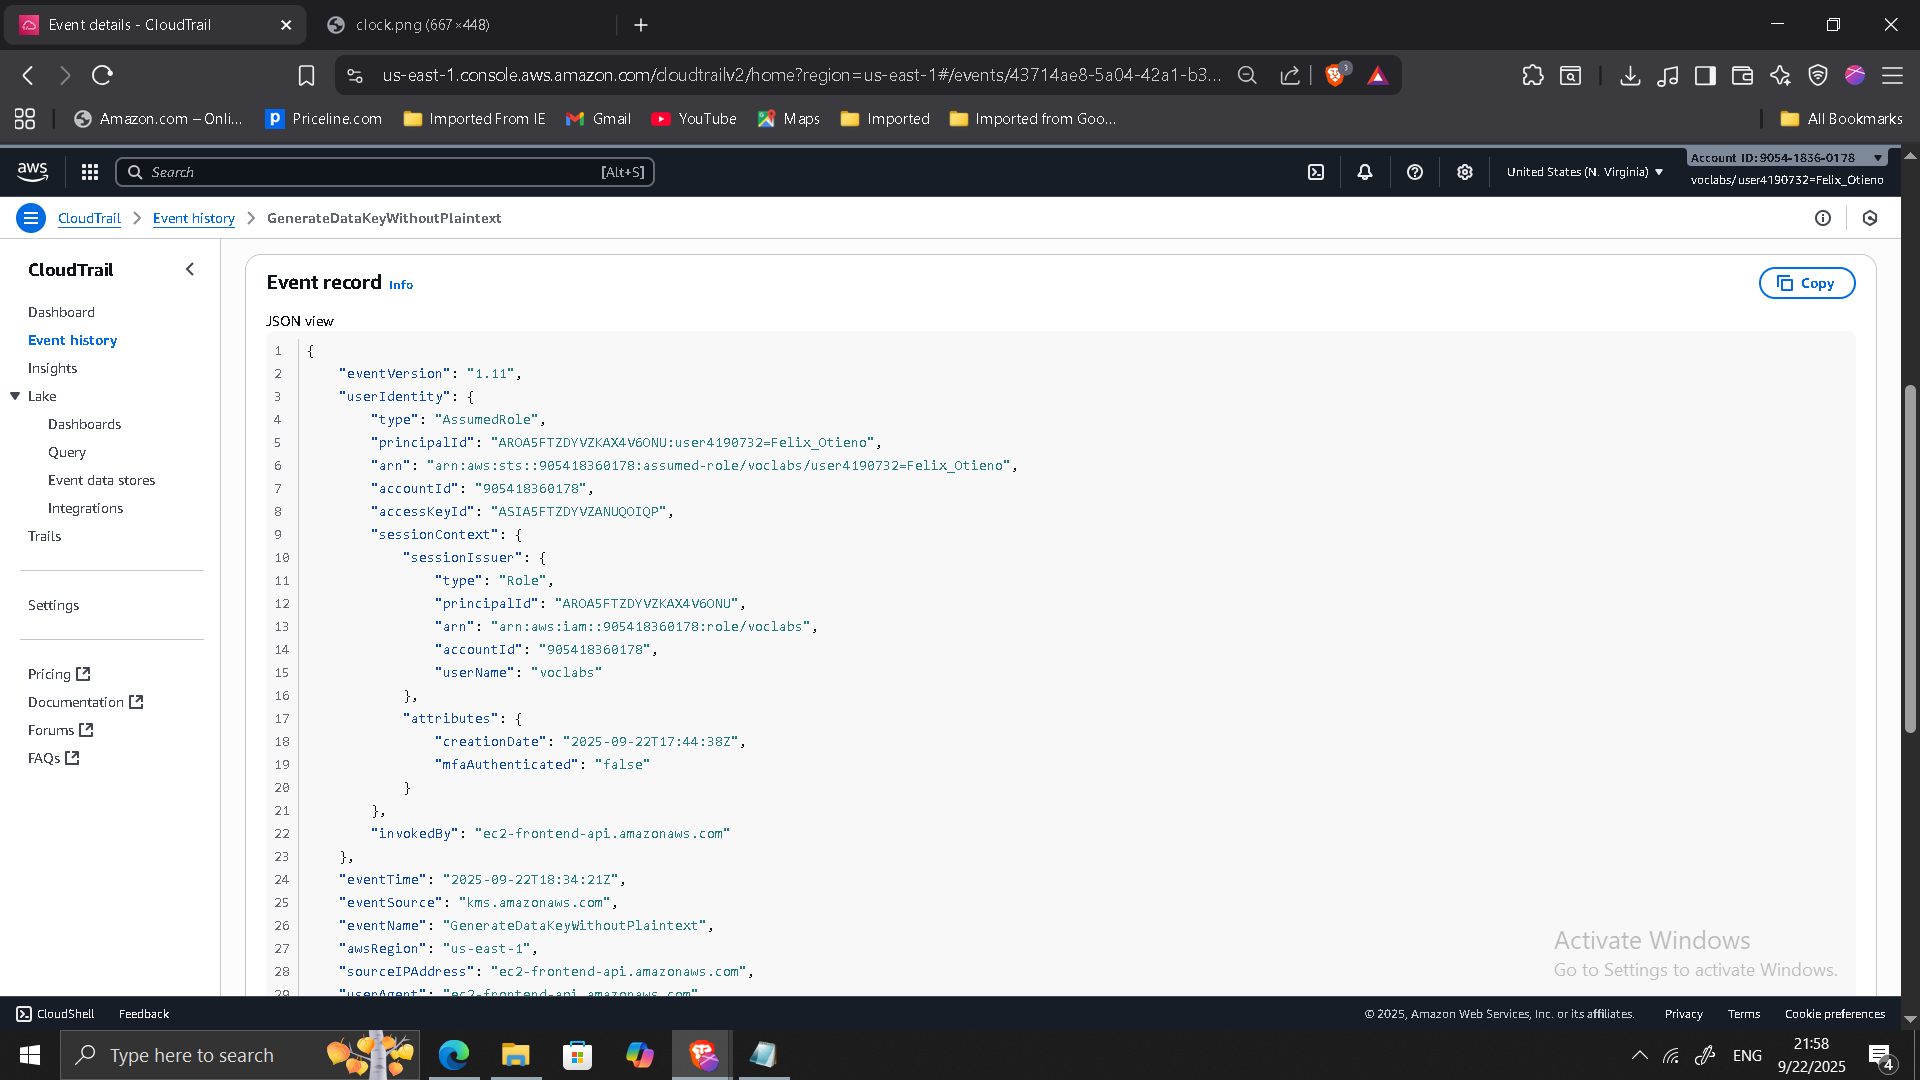 Event details - CloudTrail
clock.png (667×448)
us-east-1.console.aws.amazon.com/cloudtrailv2/home?region=us-east-1#/events/43714ae8-5a04-42a1-b3...
3
Amazon.com – Onli...
Priceline.com
Imported From IE
Gmail
YouTube
Maps
Imported
Imported from Goo...
All Bookmarks
aws
Search
[Alt+S]
United States (N. Virginia)
Account ID: 9054-1836-0178
voclabs/user4190732=Felix_Otieno
CloudTrail
Event history
GenerateDataKeyWithoutPlaintext
CloudTrail
Dashboard
Event history
Insights
Lake
Dashboards
Query
Event data stores
Integrations
Trails
Settings
Pricing
Documentation
Forums
FAQs
Event record Info
Copy
JSON view
1 {
2 "eventVersion": "1.11",
3 "userIdentity": {
4 "type": "AssumedRole",
5 "principalId": "AROA5FTZDYVZKAX4V6ONU:user4190732=Felix_Otieno",
6 "arn": "arn:aws:sts::905418360178:assumed-role/voclabs/user4190732=Felix_Otieno",
7 "accountId": "905418360178",
8 "accessKeyId": "ASIA5FTZDYVZANUQOIQP",
9 "sessionContext": {
10 "sessionIssuer": {
11 "type": "Role",
12 "principalId": "AROA5FTZDYVZKAX4V6ONU",
13 "arn": "arn:aws:iam::905418360178:role/voclabs",
14 "accountId": "905418360178",
15 "userName": "voclabs"
16 },
17 "attributes": {
18 "creationDate": "2025-09-22T17:44:38Z",
19 "mfaAuthenticated": "false"
20 }
21 },
22 "invokedBy": "ec2-frontend-api.amazonaws.com"
23 },
24 "eventTime": "2025-09-22T18:34:21Z",
25 "eventSource": "kms.amazonaws.com",
26 "eventName": "GenerateDataKeyWithoutPlaintext",
27 "awsRegion": "us-east-1",
28 "sourceIPAddress": "ec2-frontend-api.amazonaws.com",
29 "userAgent": "ec2-frontend-api.amazonaws.com"
Activate Windows
Go to Settings to activate Windows.
CloudShell
Feedback
© 2025, Amazon Web Services, Inc. or its affiliates.
Privacy
Terms
Cookie preferences
Type here to search
ENG
21:58
9/22/2025
4